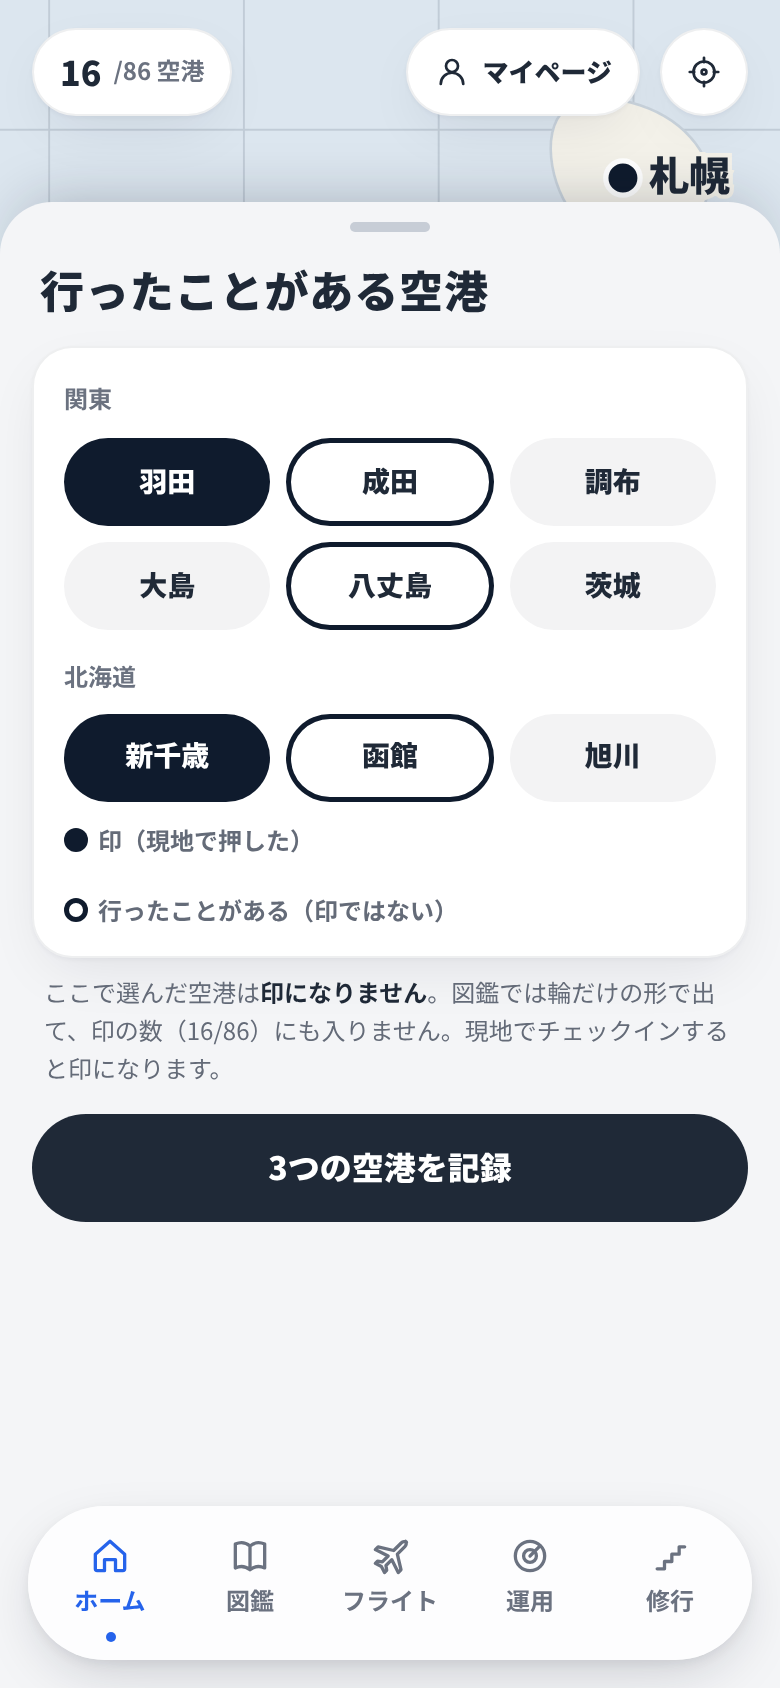 16 /86 空港
マイページ
札幌
行ったことがある空港
関東
羽田 成田 調布
大島 八丈島 茨城
北海道
新千歳 函館 旭川
印（現地で押した）
行ったことがある（印ではない）
ここで選んだ空港は印になりません。図鑑では輪だけの形で出
て、印の数（16/86）にも入りません。現地でチェックインする
と印になります。
3つの空港を記録
ホーム 図鑑 フライト 運用 修行